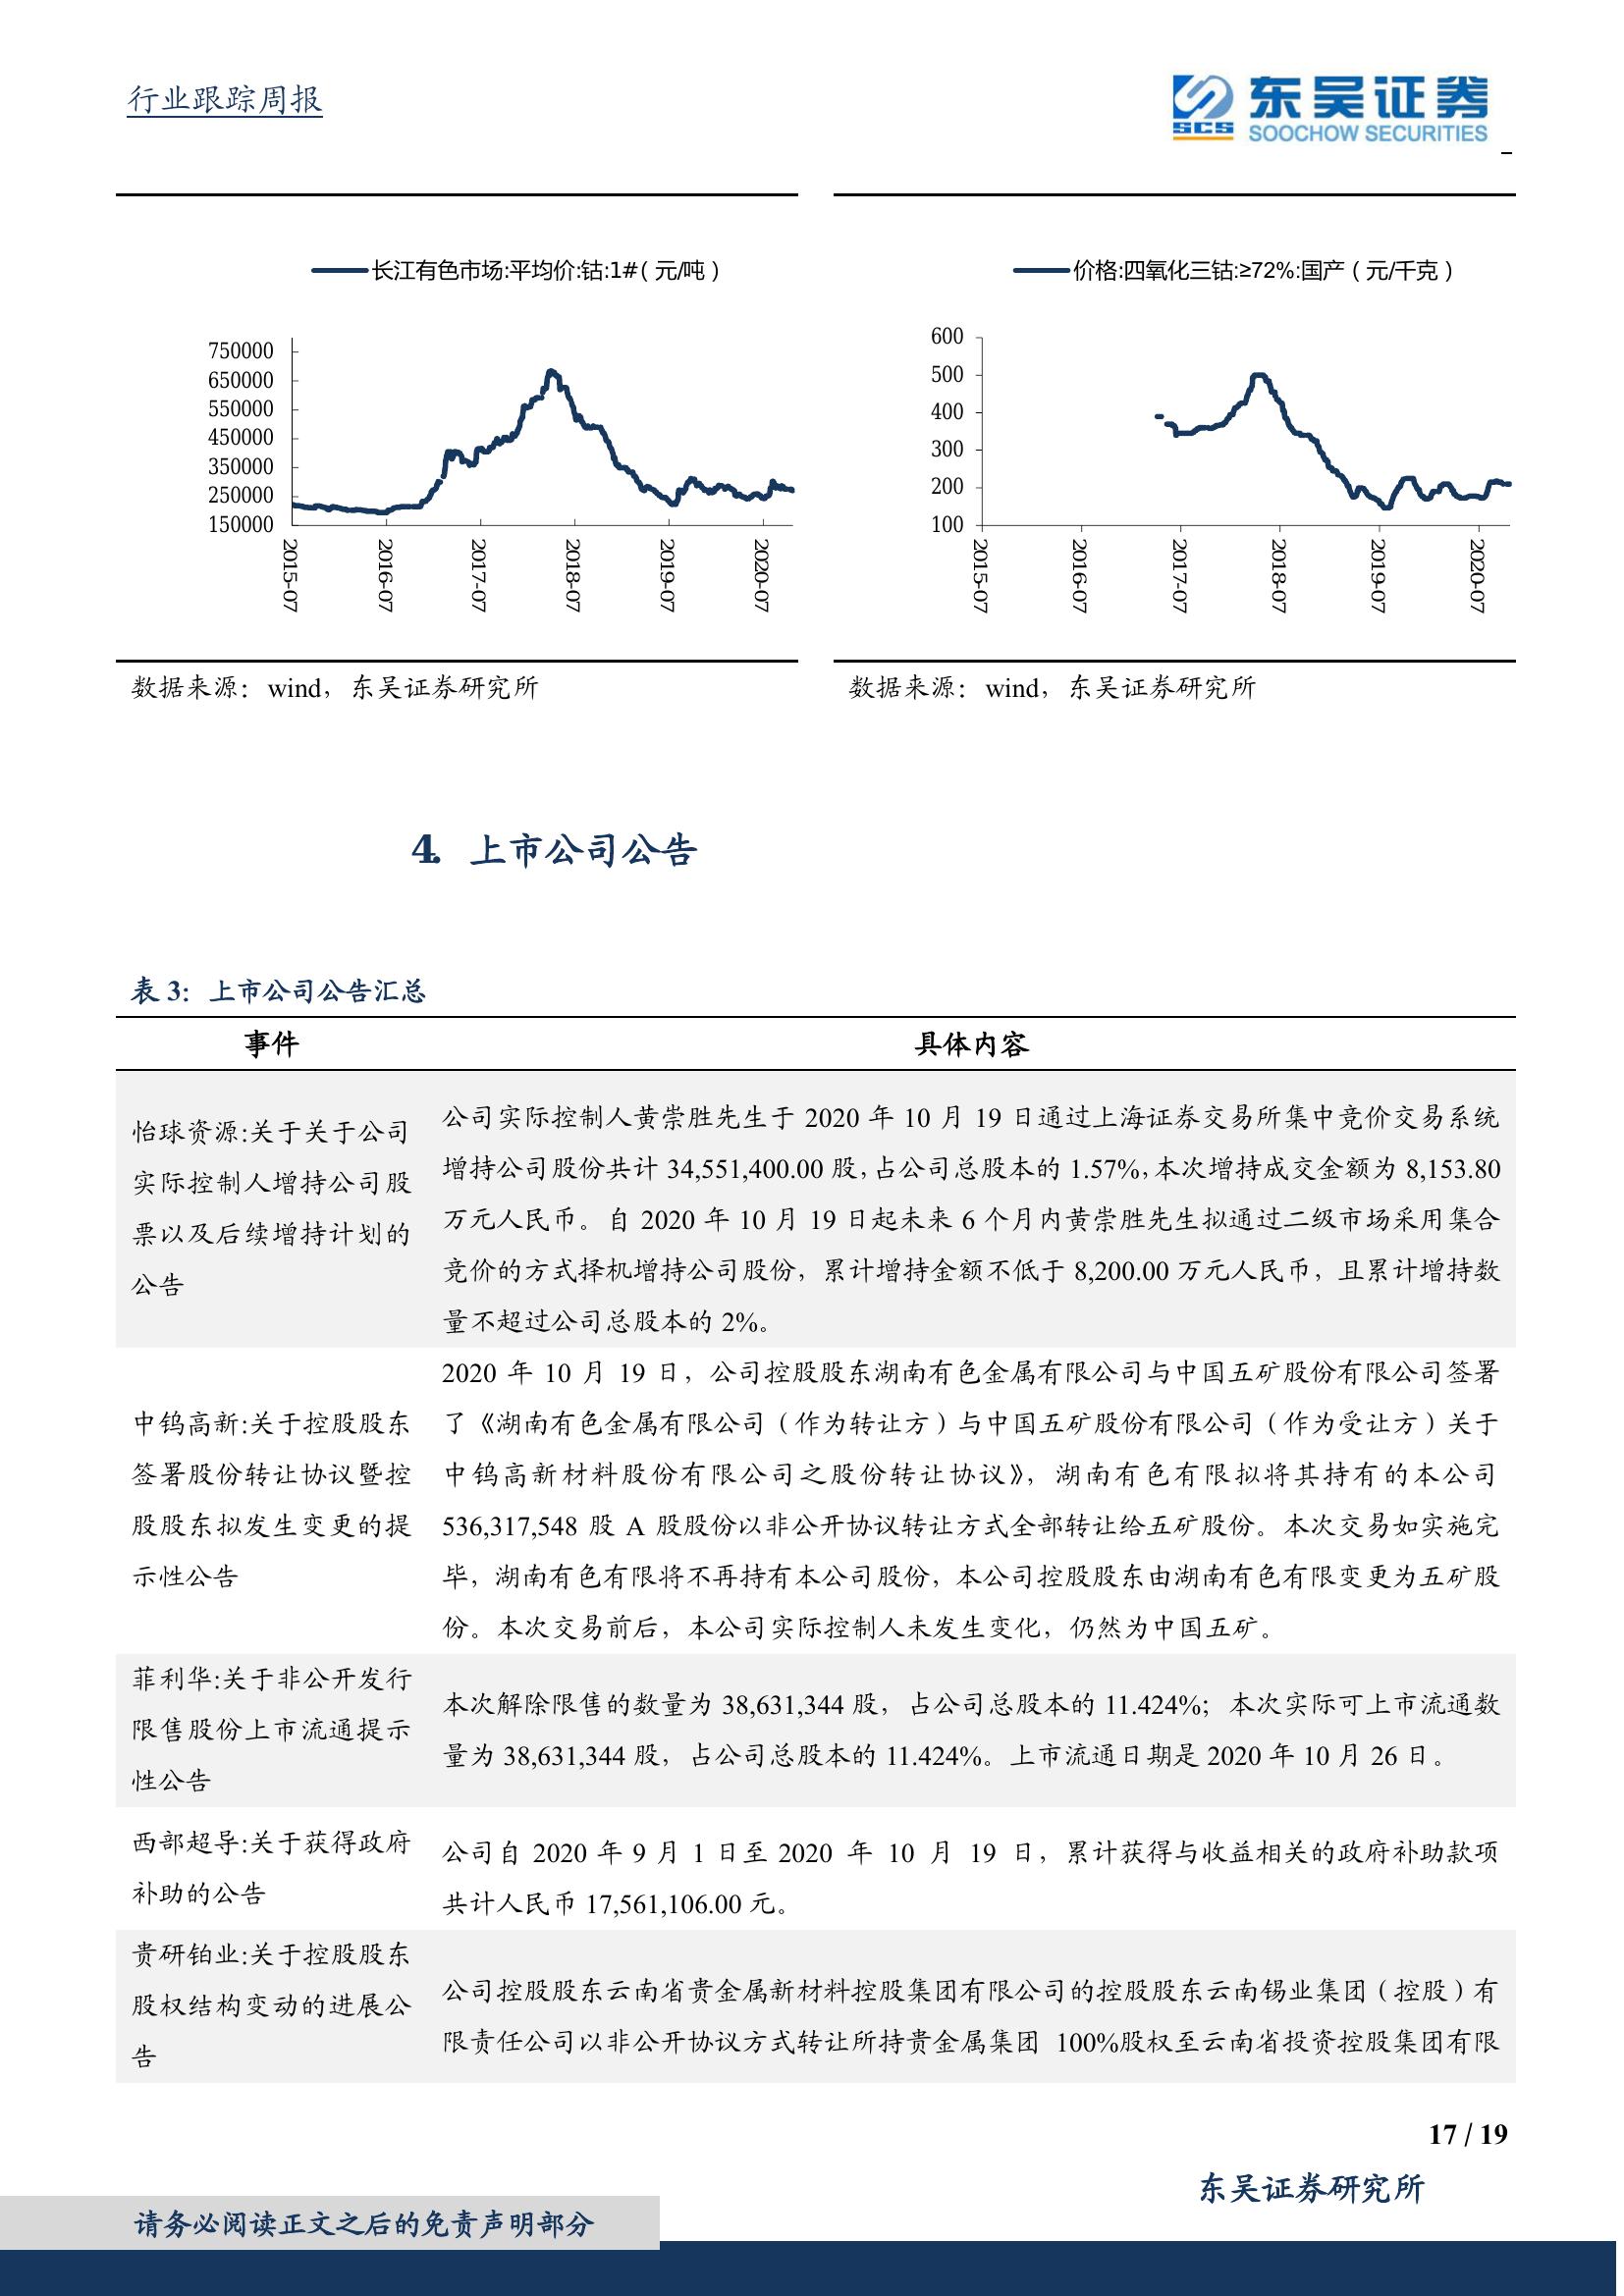 行业跟踪周报
东吴证券
SCS
SOOCHOW SECURITIES
长江有色市场:平均价:钴:1#（元/吨）
750000
650000
550000
450000
350000
250000
150000
2015-07
2016-07
2017-07
2018-07
2019-07
2020-07
数据来源：wind，东吴证券研究所
价格:四氧化三钴:≥72%:国产（元/千克）
600
500
400
300
200
100
2015-07
2016-07
2017-07
2018-07
2019-07
2020-07
数据来源：wind，东吴证券研究所
4. 上市公司公告
表 3：上市公司公告汇总
事件
具体内容
怡球资源:关于关于公司
实际控制人增持公司股
票以及后续增持计划的
公告
公司实际控制人黄崇胜先生于 2020 年 10 月 19 日通过上海证券交易所集中竞价交易系统
增持公司股份共计 34,551,400.00 股，占公司总股本的 1.57%，本次增持成交金额为 8,153.80
万元人民币。自 2020 年 10 月 19 日起未来 6 个月内黄崇胜先生拟通过二级市场采用集合
竞价的方式择机增持公司股份，累计增持金额不低于 8,200.00 万元人民币，且累计增持数
量不超过公司总股本的 2%。
中钨高新:关于控股股东
签署股份转让协议暨控
股股东拟发生变更的提
示性公告
2020 年 10 月 19 日，公司控股股东湖南有色金属有限公司与中国五矿股份有限公司签署
了《湖南有色金属有限公司（作为转让方）与中国五矿股份有限公司（作为受让方）关于
中钨高新材料股份有限公司之股份转让协议》，湖南有色有限拟将其持有的本公司
536,317,548 股 A 股股份以非公开协议转让方式全部转让给五矿股份。本次交易如实施完
毕，湖南有色有限将不再持有本公司股份，本公司控股股东由湖南有色有限变更为五矿股
份。本次交易前后，本公司实际控制人未发生变化，仍然为中国五矿。
菲利华:关于非公开发行
限售股份上市流通提示
性公告
本次解除限售的数量为 38,631,344 股，占公司总股本的 11.424%；本次实际可上市流通数
量为 38,631,344 股，占公司总股本的 11.424%。上市流通日期是 2020 年 10 月 26 日。
西部超导:关于获得政府
补助的公告
公司自 2020 年 9 月 1 日至 2020 年 10 月 19 日，累计获得与收益相关的政府补助款项
共计人民币 17,561,106.00 元。
贵研铂业:关于控股股东
股权结构变动的进展公
告
公司控股股东云南省贵金属新材料控股集团有限公司的控股股东云南锡业集团（控股）有
限责任公司以非公开协议方式转让所持贵金属集团 100%股权至云南省投资控股集团有限
17 / 19
东吴证券研究所
请务必阅读正文之后的免责声明部分